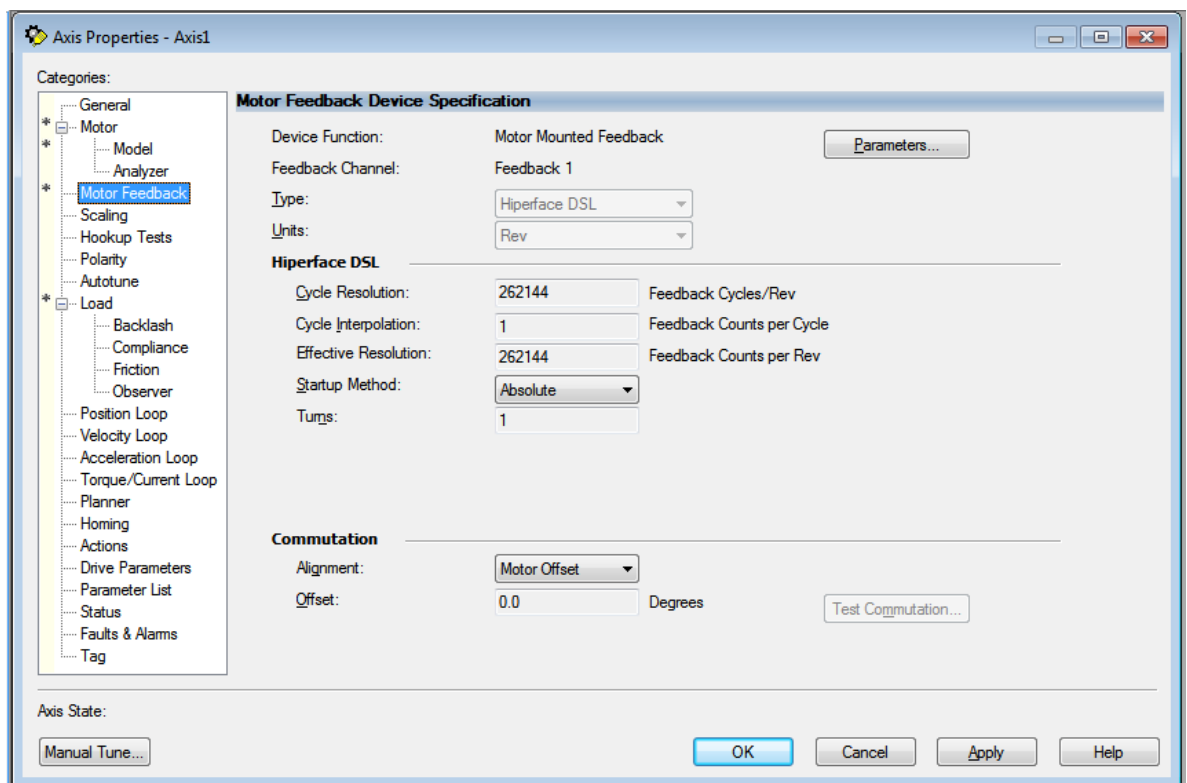 Axis Properties - Axis1
Categories:
General
* Motor
* Model
Analyzer
* Motor Feedback
Scaling
Hookup Tests
Polarity
Autotune
* Load
Backlash
Compliance
Friction
Observer
Position Loop
Velocity Loop
Acceleration Loop
Torque/Current Loop
Planner
Homing
Actions
Drive Parameters
Parameter List
Status
Faults & Alarms
Tag
Motor Feedback Device Specification
Device Function: Motor Mounted Feedback Parameters...
Feedback Channel: Feedback 1
Type: Hiperface DSL
Units: Rev
Hiperface DSL
Cycle Resolution: 262144 Feedback Cycles/Rev
Cycle Interpolation: 1 Feedback Counts per Cycle
Effective Resolution: 262144 Feedback Counts per Rev
Startup Method: Absolute
Turns: 1
Commutation
Alignment: Motor Offset
Offset: 0.0 Degrees Test Commutation...
Axis State:
Manual Tune... OK Cancel Apply Help